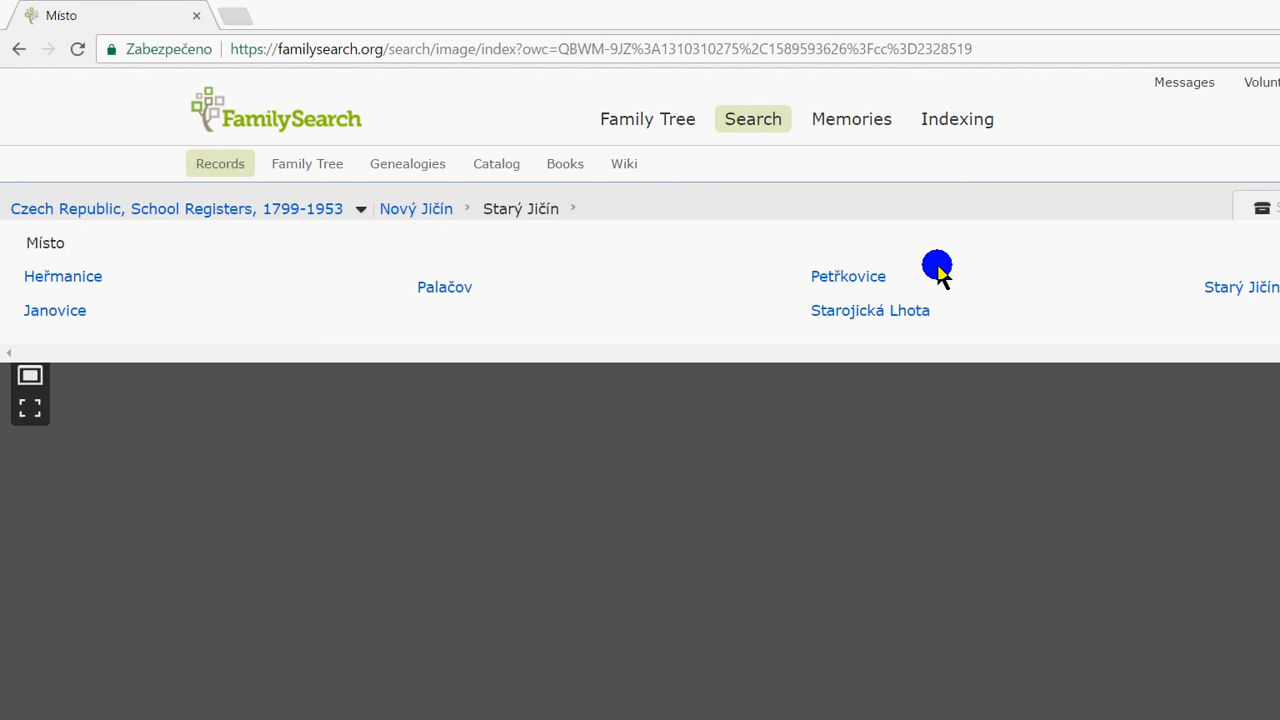 Místo
Zabezpečeno https://familysearch.org/search/image/index?owc=QBWM-9JZ%3A1310310275%2C1589593626%3Fcc%3D2328519
Messages
FamilySearch Family Tree Search Memories Indexing
Records Family Tree Genealogies Catalog Books Wiki
Czech Republic, School Registers, 1799-1953 Nový Jičín Starý Jičín
Místo
Heřmanice Palačov Petřkovice Starý Jičín
Janovice Starojická Lhota